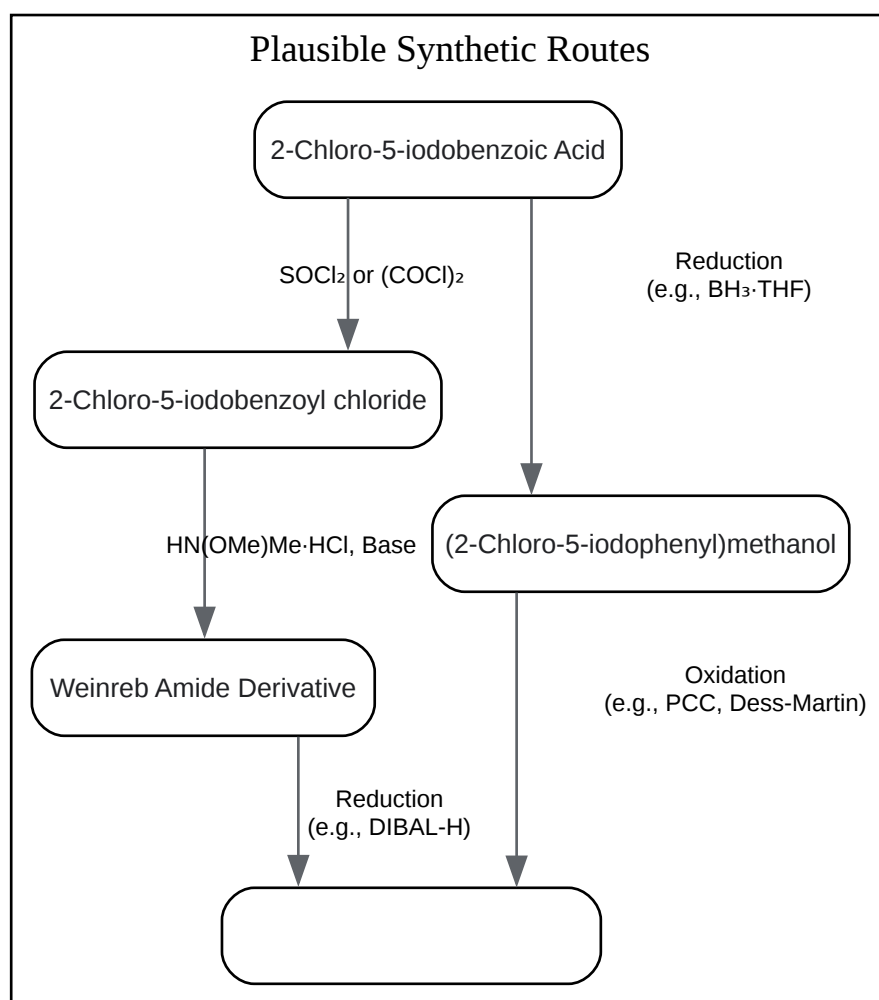 Plausible Synthetic Routes
2-Chloro-5-iodobenzoic Acid
SOCl₂ or (COCl)₂
Reduction
(e.g., BH₃·THF)
2-Chloro-5-iodobenzoyl chloride
HN(OMe)Me·HCl, Base
(2-Chloro-5-iodophenyl)methanol
Weinreb Amide Derivative
Oxidation
(e.g., PCC, Dess-Martin)
Reduction
(e.g., DIBAL-H)